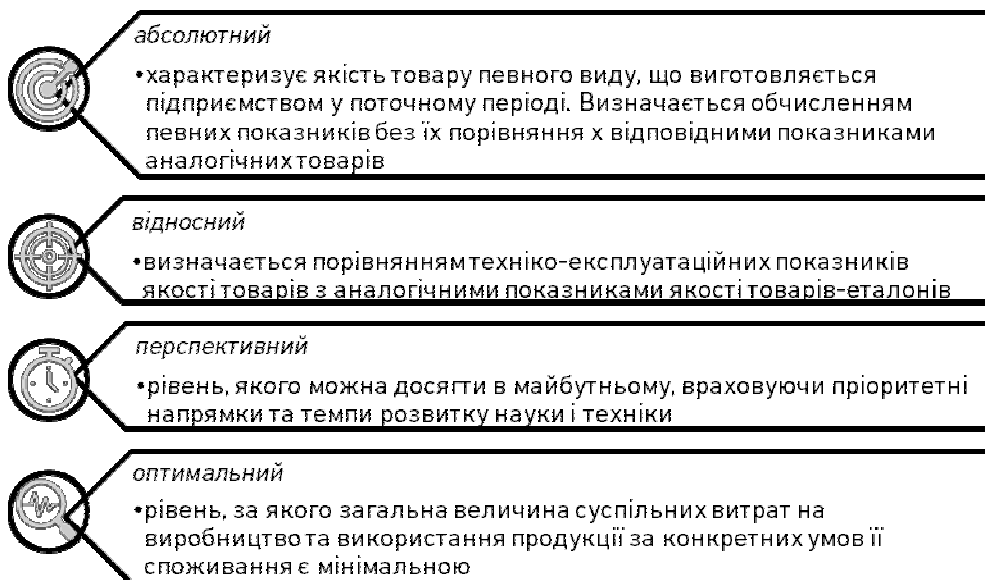 абсолютний
•характеризує якість товару певного виду, що виготовляється
підприємством у поточному періоді. Визначається обчисленням
певних показників без їх порівняння х відповідними показниками
аналогічних товарів
відносний
•визначається порівнянням техніко-експлуатаційних показників
якості товарів з аналогічними показниками якості товарів-еталонів
перспективний
•рівень, якого можна досягти в майбутньому, враховуючи пріоритетні
напрямки та темпи розвитку науки і техніки
оптимальний
•рівень, за якого загальна величина суспільних витрат на
виробництво та використання продукції за конкретних умов її
споживання є мінімальною